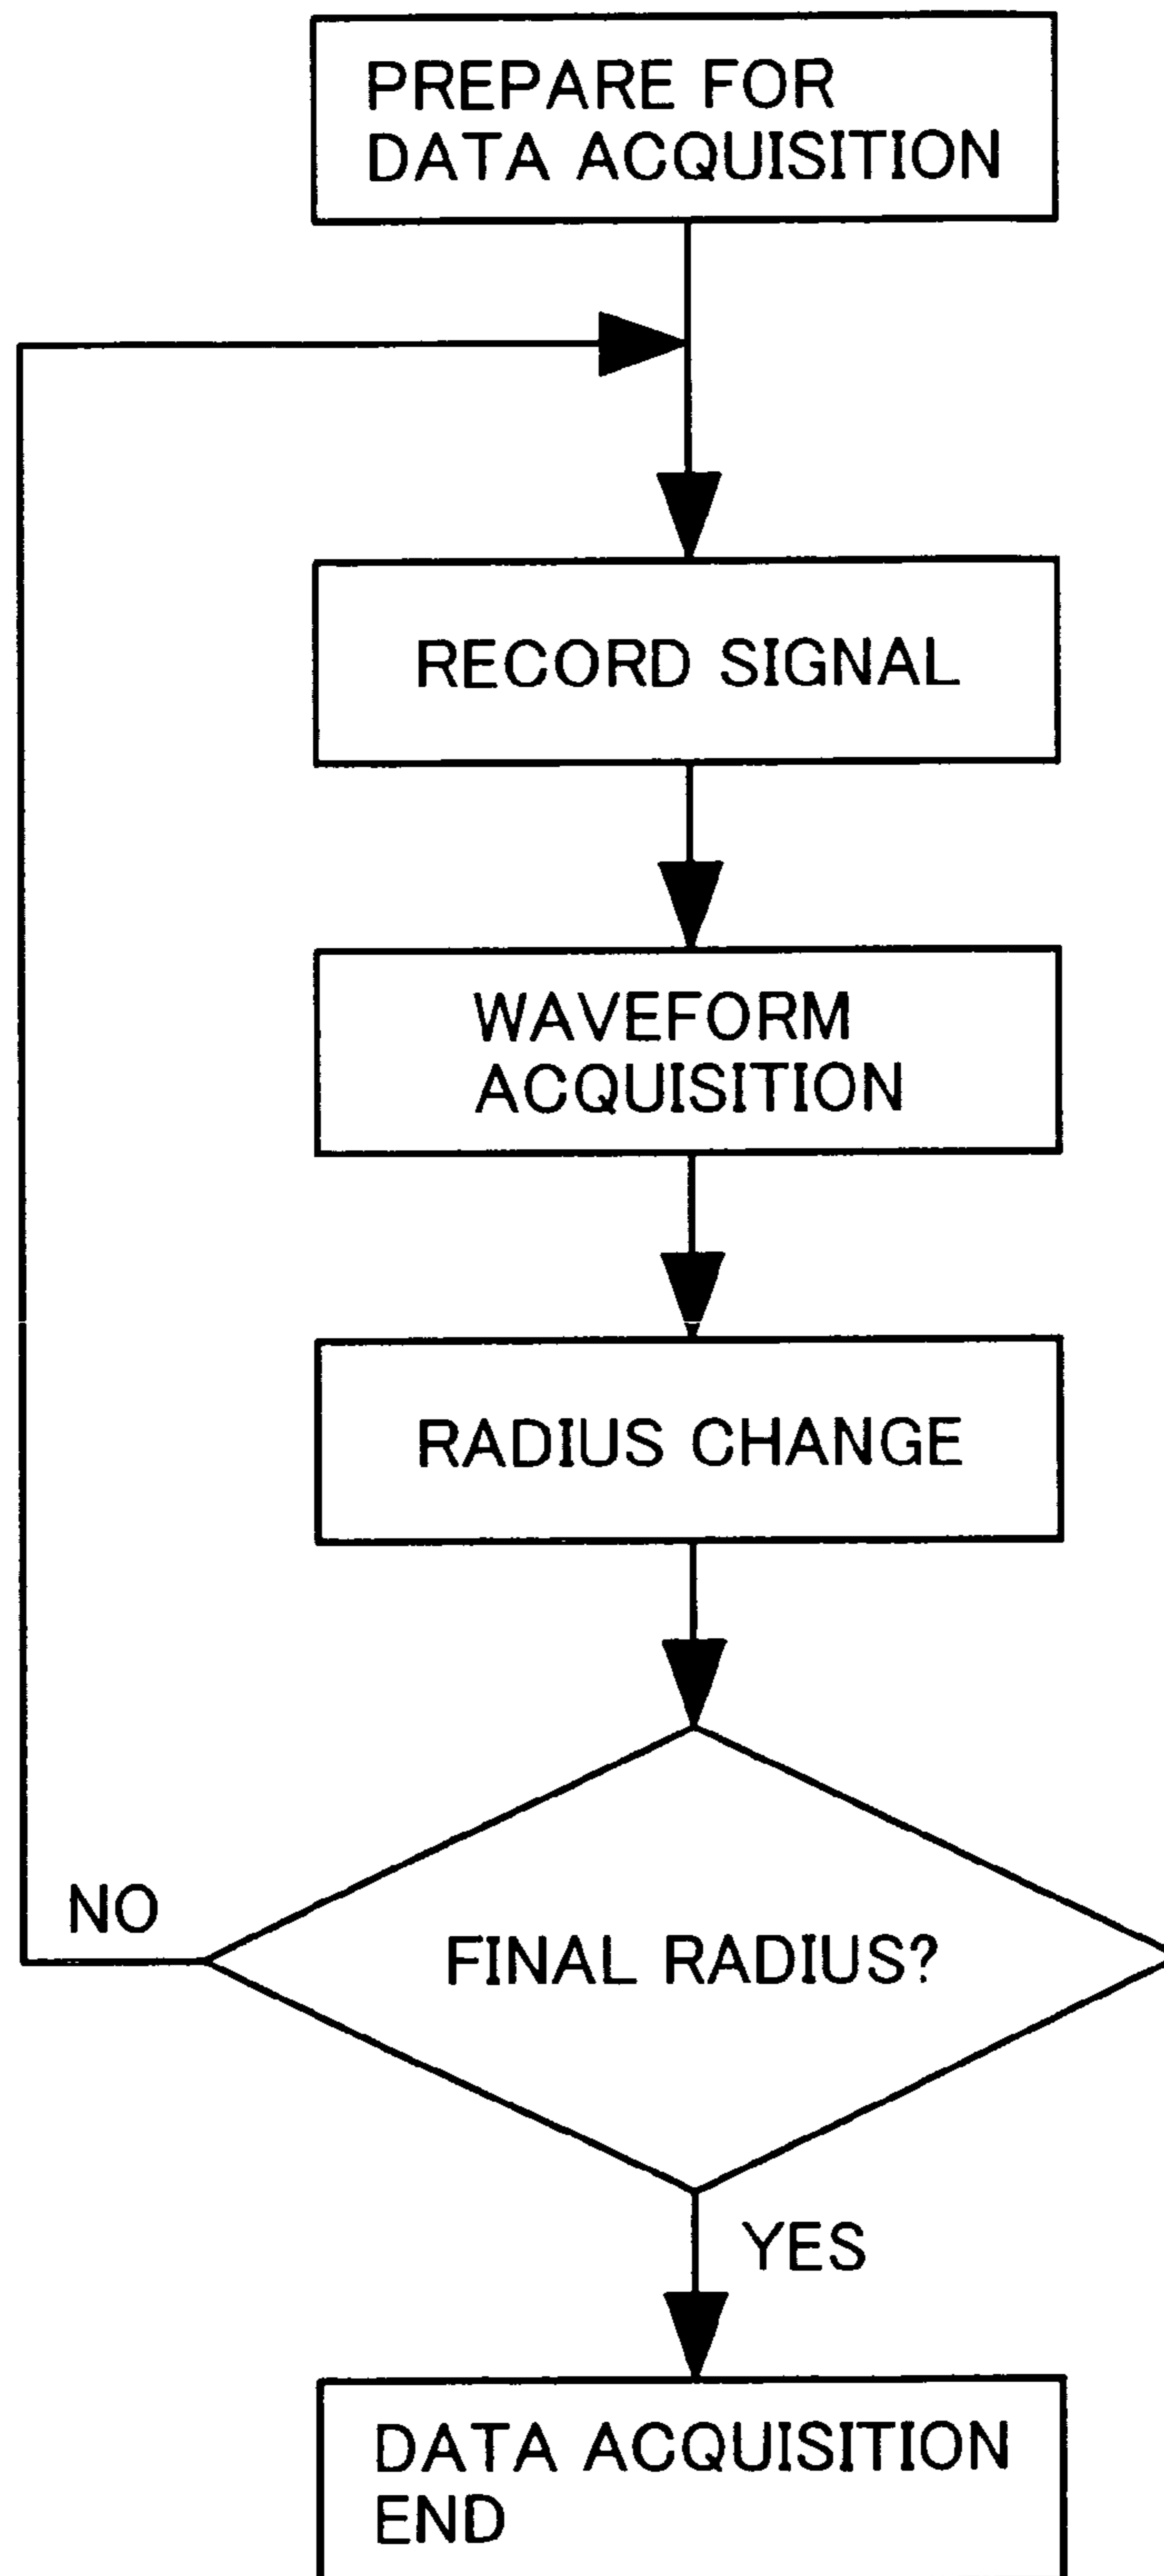 PREPARE FOR
DATA ACQUISITION
RECORD SIGNAL
WAVEFORM
ACQUISITION
RADIUS CHANGE
NO
FINAL RADIUS?
YES
DATA ACQUISITION
END